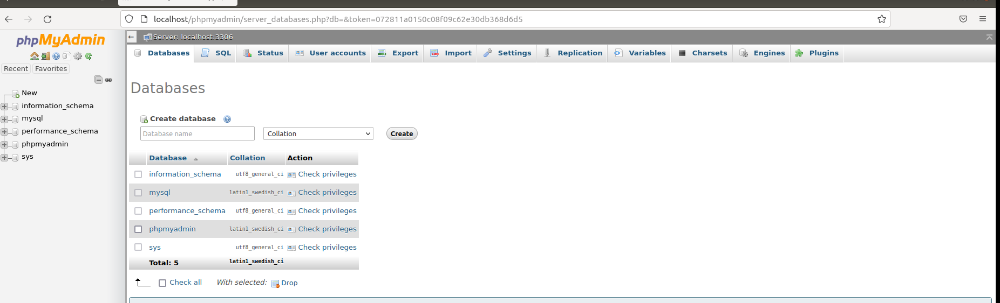 localhost/phpmyadmin/server_databases.php?db=&token=072811a0150c08f09c62e30db368d6d5
phpMyAdmin
Recent Favorites
New
information_schema
mysql
performance_schema
phpmyadmin
sys
Server: localhost:3306
Databases SQL Status User accounts Export Import Settings Replication Variables Charsets Engines Plugins
Databases
Create database
Database name Collation Create
Database Collation Action
information_schema utf8_general_ci Check privileges
mysql latin1_swedish_ci Check privileges
performance_schema utf8_general_ci Check privileges
phpmyadmin latin1_swedish_ci Check privileges
sys utf8_general_ci Check privileges
Total: 5 latin1_swedish_ci
Check all With selected: Drop